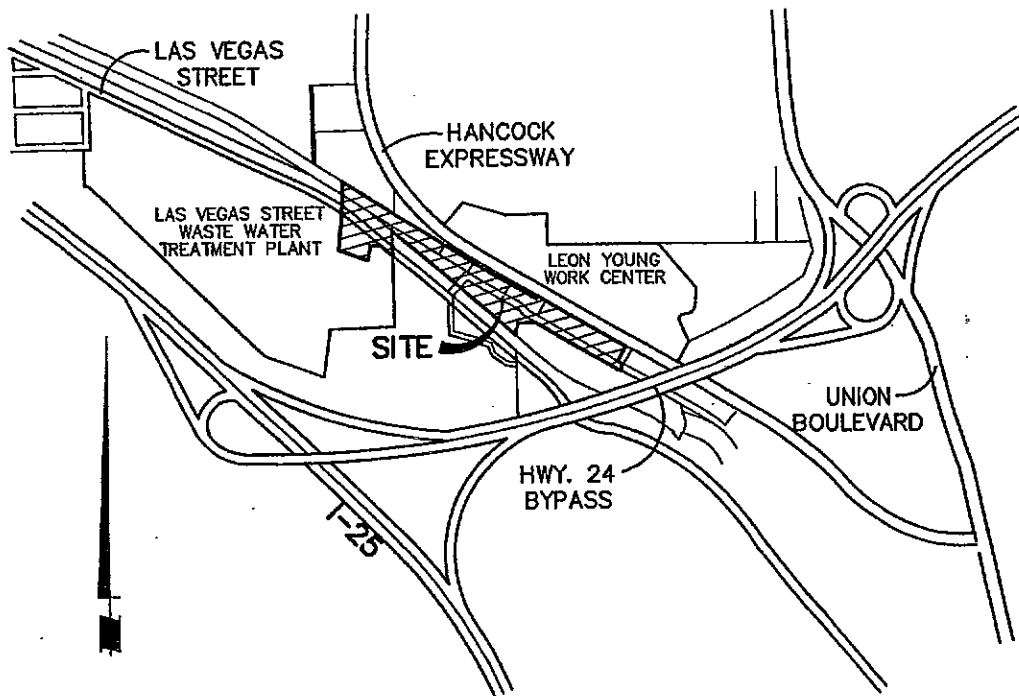 LAS VEGAS
STREET
HANCOCK
EXPRESSWAY
LAS VEGAS STREET
WASTE WATER
TREATMENT PLANT
LEON YOUNG
WORK CENTER
SITE
UNION
BOULEVARD
HWY. 24
BYPASS
I-25